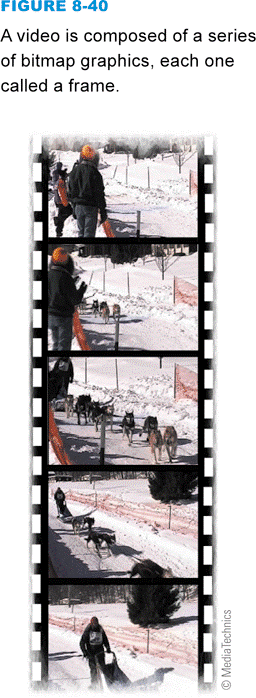 FIGURE 8-40
A video is composed of a series
of bitmap graphics, each one
called a frame.
© MediaTechnics